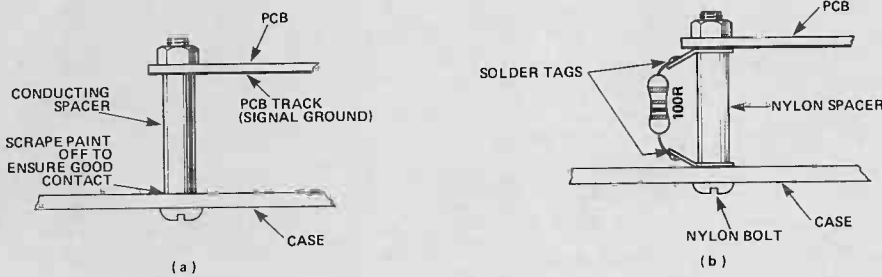 PCB
CONDUCTING
SPACER
PCB TRACK
(SIGNAL GROUND)
SCRAPE PAINT
OFF TO
ENSURE GOOD
CONTACT
CASE
(a)
PCB
SOLDER TAGS
100R
NYLON SPACER
CASE
NYLON BOLT
(b)